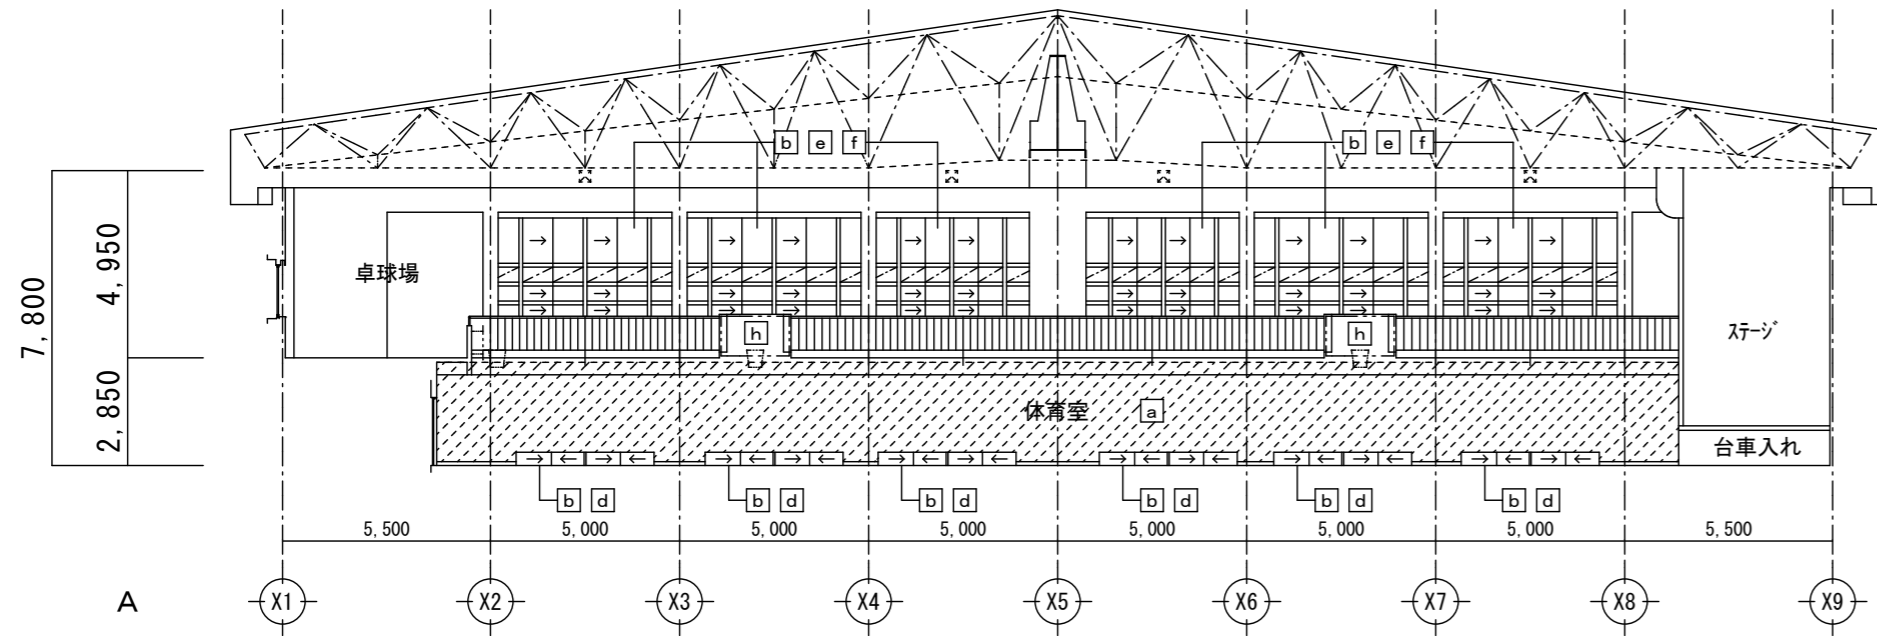 b e f b e f
7,800
4,950
2,850
卓球場
h h
ステージ
体育室 a
台車入れ
b d b d b d b d b d b d
5,500 5,000 5,000 5,000 5,000 5,000 5,000 5,500
A X1 X2 X3 X4 X5 X6 X7 X8 X9